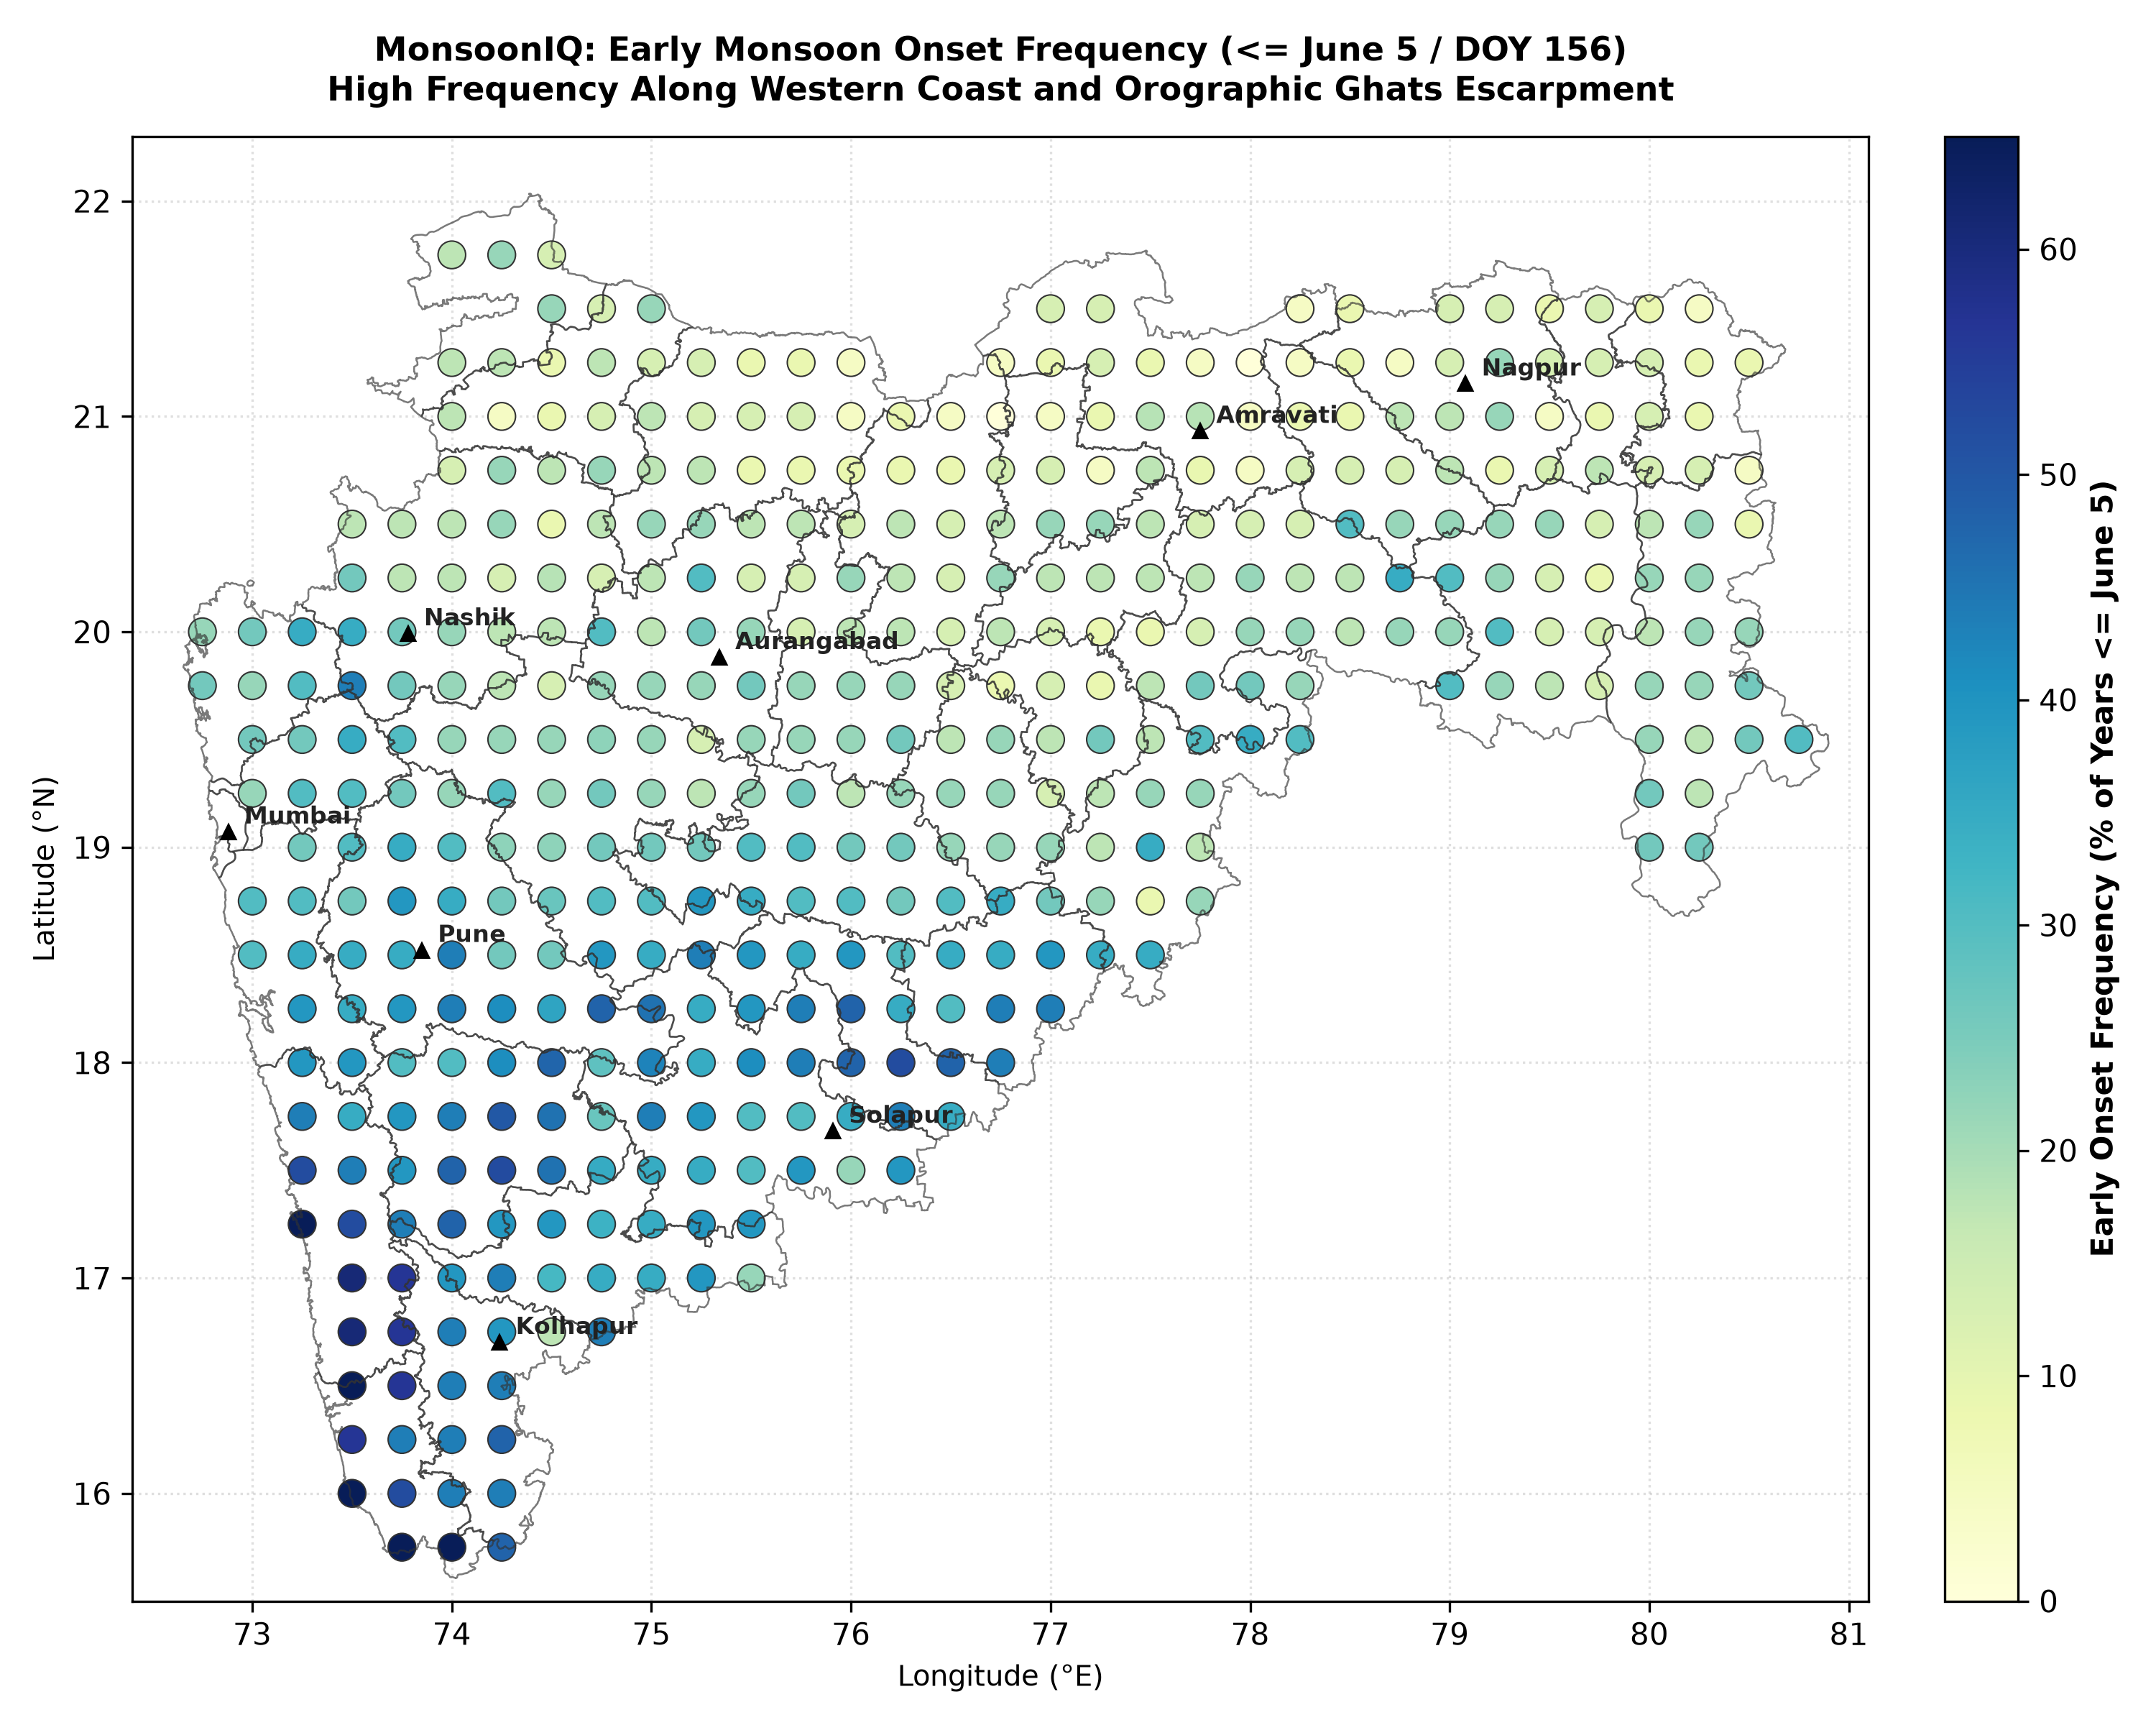 MonsoonIQ: Early Monsoon Onset Frequency (<= June 5 / DOY 156)
High Frequency Along Western Coast and Orographic Ghats Escarpment
22
21
20
19
18
17
16
Latitude (°N)
Nagpur
Amravati
Nashik
Aurangabad
Mumbai
Pune
Solapur
Kolhapur
73
74
75
76
77
78
79
80
81
Longitude (°E)
60
50
40
30
20
10
0
Early Onset Frequency (% of Years <= June 5)